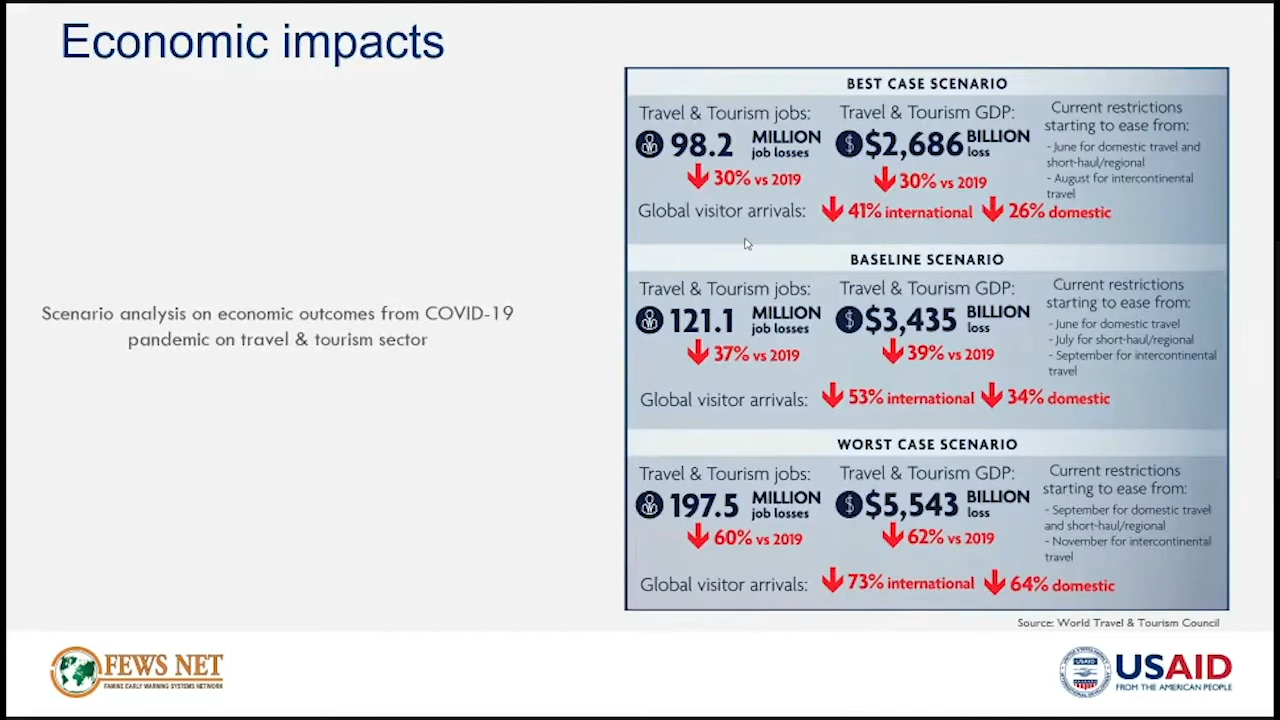 Economic impacts
Scenario analysis on economic outcomes from COVID-19
pandemic on travel & tourism sector
BEST CASE SCENARIO
Travel & Tourism jobs:
98.2 MILLION
job losses
30% vs 2019
Travel & Tourism GDP:
$2,686 BILLION
loss
30% vs 2019
Current restrictions
starting to ease from:
- June for domestic travel and
short-haul/regional
- August for intercontinental
travel
Global visitor arrivals: 41% international 26% domestic
BASELINE SCENARIO
Travel & Tourism jobs:
121.1 MILLION
job losses
37% vs 2019
Travel & Tourism GDP:
$3,435 BILLION
loss
39% vs 2019
Current restrictions
starting to ease from:
- June for domestic travel
- July for short-haul/regional
- September for intercontinental
travel
Global visitor arrivals: 53% international 34% domestic
WORST CASE SCENARIO
Travel & Tourism jobs:
197.5 MILLION
job losses
60% vs 2019
Travel & Tourism GDP:
$5,543 BILLION
loss
62% vs 2019
Current restrictions
starting to ease from:
- September for domestic travel
and short-haul/regional
- November for intercontinental
travel
Global visitor arrivals: 73% international 64% domestic
Source: World Travel & Tourism Council
FEWS NET
FAMINE EARLY WARNING SYSTEMS NETWORK
USAID
USAID
FROM THE AMERICAN PEOPLE